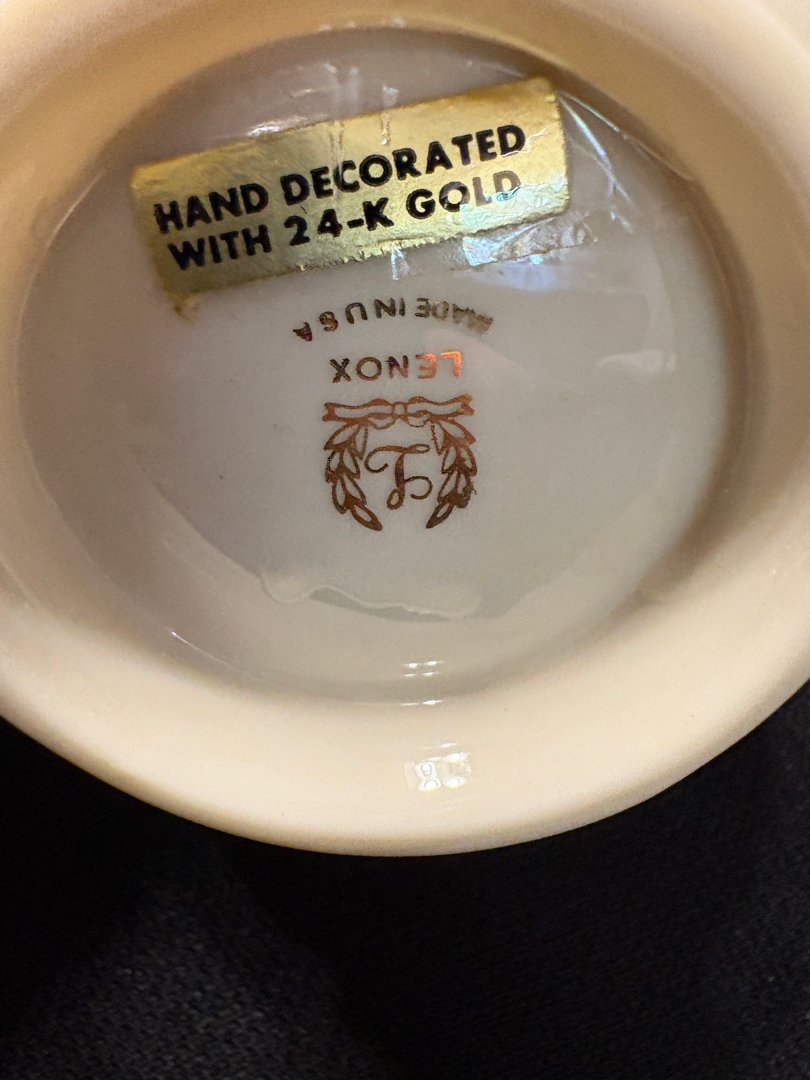 HAND DECORATED
WITH 24-K GOLD
L
LENOX
MADE IN USA